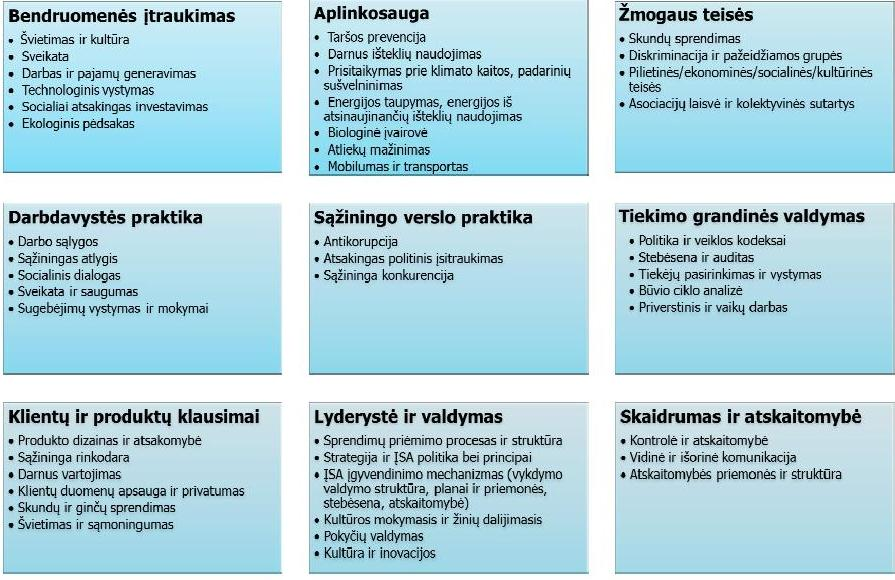 Bendruomenės įtraukimas
• Švietimas ir kultūra
• Sveikata
• Darbas ir pajamų generavimas
• Technologinis vystymas
• Socialiai atsakingas investavimas
• Ekologinis pėdsakas
Aplinkosauga
• Taršos prevencija
• Darnus išteklių naudojimas
• Prisitaikymas prie klimato kaitos, padarinių
sušvelninimas
• Energijos taupymas, energijos iš
atsinaujinančių išteklių naudojimas
• Biologinė įvairovė
• Atliekų mažinimas
• Mobilumas ir transportas
Žmogaus teisės
• Skundų sprendimas
• Diskriminacija ir pažeidžiamos grupės
• Pilietinės/ekonominės/socialinės/kultūrinės
teisės
• Asociacijų laisvė ir kolektyvinės sutartys
Darbdavystės praktika
• Darbo sąlygos
• Sąžiningas atlygis
• Socialinis dialogas
• Sveikata ir saugumas
• Sugebėjimų vystymas ir mokymai
Sąžiningo verslo praktika
• Antikorupcija
• Atsakingas politinis įsitraukimas
• Sąžininga konkurencija
Tiekimo grandinės valdymas
• Politika ir veiklos kodeksai
• Stebėsena ir auditas
• Tiekėjų pasirinkimas ir vystymas
• Būvio ciklo analizė
• Priverstinis ir vaikų darbas
Klientų ir produktų klausimai
• Produkto dizainas ir atsakomybė
• Sąžininga rinkodara
• Darnus vartojimas
• Klientų duomenų apsauga ir privatumas
• Skundų ir ginčų sprendimas
• Švietimas ir sąmoningumas
Lyderystė ir valdymas
• Sprendimų priėmimo procesas ir struktūra
• Strategija ir ĮSA politika bei principai
• ĮSA įgyvendinimo mechanizmas (vykdymo
valdymo struktūra, planai ir priemonės,
stebėsena, atskaitomybė)
• Kultūros mokymasis ir žinių dalijimasis
• Pokyčių valdymas
• Kultūra ir inovacijos
Skaidrumas ir atskaitomybė
• Kontrolė ir atskaitomybė
• Vidinė ir išorinė komunikacija
• Atskaitomybės priemonės ir struktūra